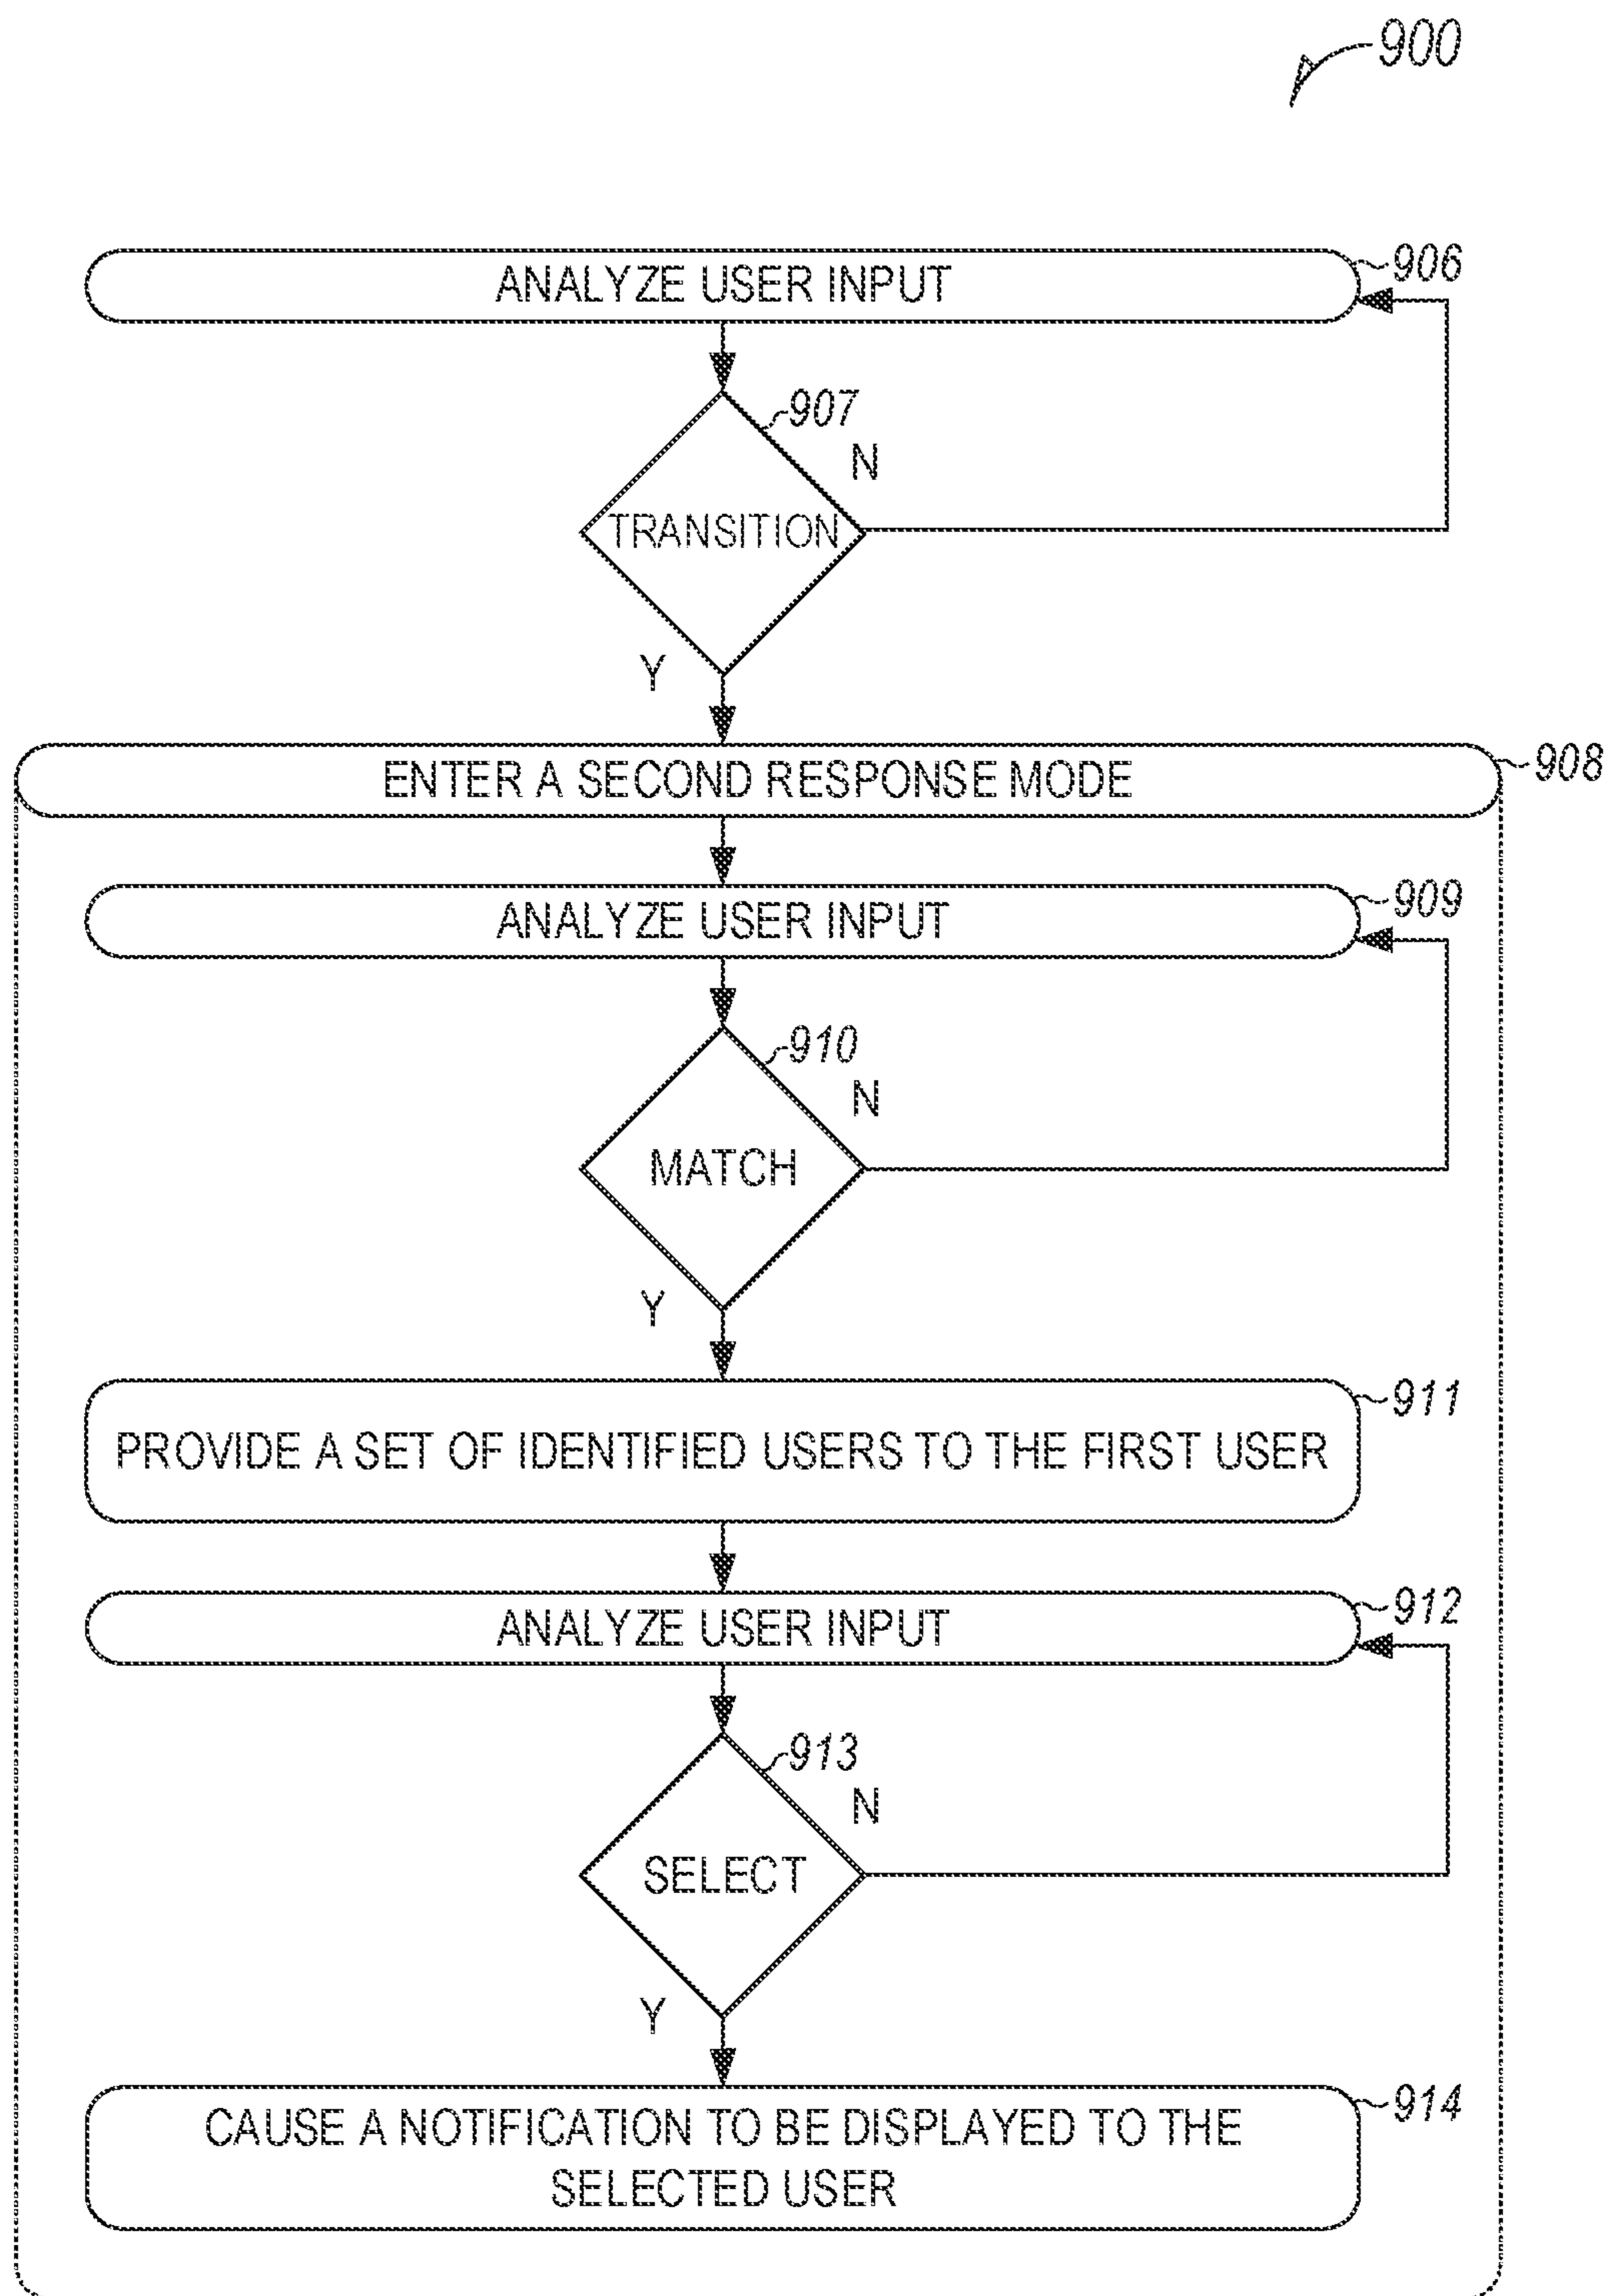 900
ANALYZE USER INPUT
906
907
N
TRANSITION
Y
ENTER A SECOND RESPONSE MODE
908
ANALYZE USER INPUT
909
910
N
MATCH
Y
911
PROVIDE A SET OF IDENTIFIED USERS TO THE FIRST USER
ANALYZE USER INPUT
912
913
N
SELECT
Y
914
CAUSE A NOTIFICATION TO BE DISPLAYED TO THE
SELECTED USER